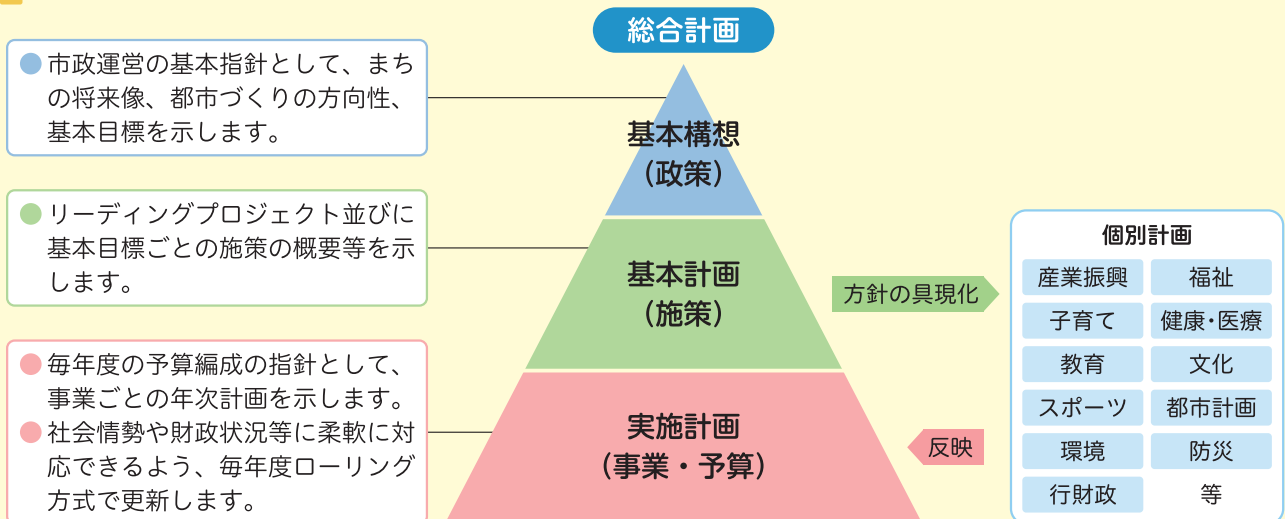 総合計画
●市政運営の基本指針として、まち
の将来像、都市づくりの方向性、
基本目標を示します。
基本構想
（政策）
●リーディングプロジェクト並びに
基本目標ごとの施策の概要等を示
します。
基本計画
（施策）
●毎年度の予算編成の指針として、
事業ごとの年次計画を示します。
●社会情勢や財政状況等に柔軟に対
応できるよう、毎年度ローリング
方式で更新します。
実施計画
（事業・予算）
方針の具現化
反映
個別計画
産業振興 福祉
子育て 健康・医療
教育 文化
スポーツ 都市計画
環境 防災
行財政 等